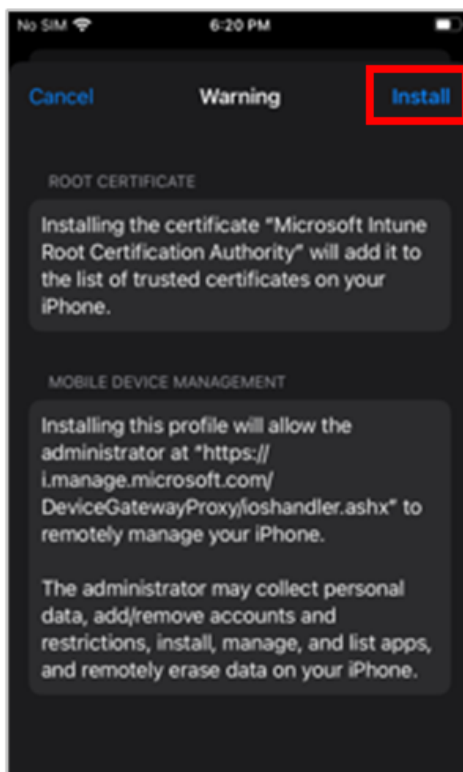 No SIM 6:20 PM
Cancel Warning Install
ROOT CERTIFICATE
Installing the certificate “Microsoft Intune
Root Certification Authority” will add it to
the list of trusted certificates on your
iPhone.
MOBILE DEVICE MANAGEMENT
Installing this profile will allow the
administrator at “https://
i.manage.microsoft.com/
DeviceGatewayProxy/ioshandler.ashx” to
remotely manage your iPhone.
The administrator may collect personal
data, add/remove accounts and
restrictions, install, manage, and list apps,
and remotely erase data on your iPhone.